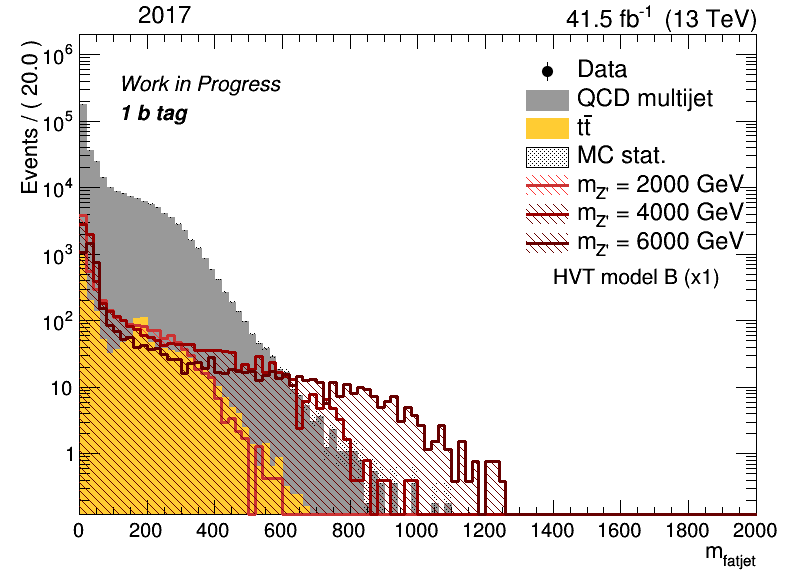 2017
41.5 fb⁻¹ (13 TeV)
Events / ( 20.0 )
10⁶
10⁵
10⁴
10³
10²
10
1
Work in Progress
1 b tag
Data
QCD multijet
tt̄
MC stat.
m_Z' = 2000 GeV
m_Z' = 4000 GeV
m_Z' = 6000 GeV
HVT model B (x1)
0 200 400 600 800 1000 1200 1400 1600 1800 2000
m_fatjet